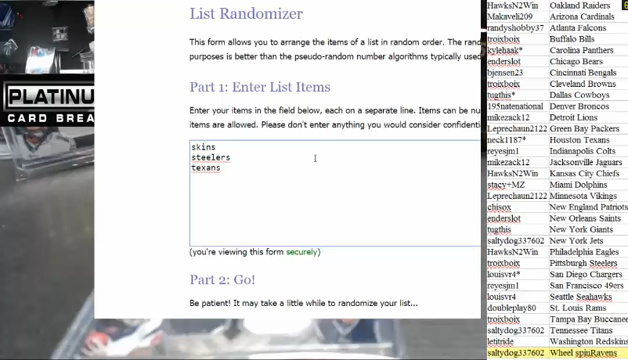 List Randomizer
This form allows you to arrange the items of a list in random order. The
purposes is better than the pseudo-random number algorithms typically used
Part 1: Enter List Items
Enter your items in the field below, each on a separate line. Items can be
items are allowed. Please don't enter anything you would consider
skins
steelers
texans
(you're viewing this form securely)
Part 2: Go!
Be patient! It may take a little while to randomize your list...
PLATINUM
CARD BREA
HawksN2Win Oakland Raiders
Makaveli209 Arizona Cardinals
randyshobby37 Atlanta Falcons
troixboix Buffalo Bills
kylehaak* Carolina Panthers
enderslot Chicago Bears
bjensen23 Cincinnati Bengals
troixboix Cleveland Browns
tugthis* Dallas Cowboys
195natenational Denver Broncos
mikezack12 Detroit Lions
Leprechaun2122 Green Bay Packers
neck1187* Houston Texans
reyesjm1 Indianapolis Colts
mikezack12 Jacksonville Jaguars
HawksN2Win Kansas City Chiefs
stacy+MZ Miami Dolphins
Leprechaun2122 Minnesota Vikings
chisox New England Patriots
enderslot New Orleans Saints
tugthis New York Giants
saltydog337602 New York Jets
HawksN2Win Philadelphia Eagles
troixboix Pittsburgh Steelers
louisvr4* San Diego Chargers
reyesjm1 San Francisco 49ers
louisvr4 Seattle Seahawks
doubleplay80 St. Louis Rams
troixboix Tampa Bay Buccanee
saltydog337602 Tennessee Titans
letitride Washington Redskins
saltydog337602 Wheel spinRavens